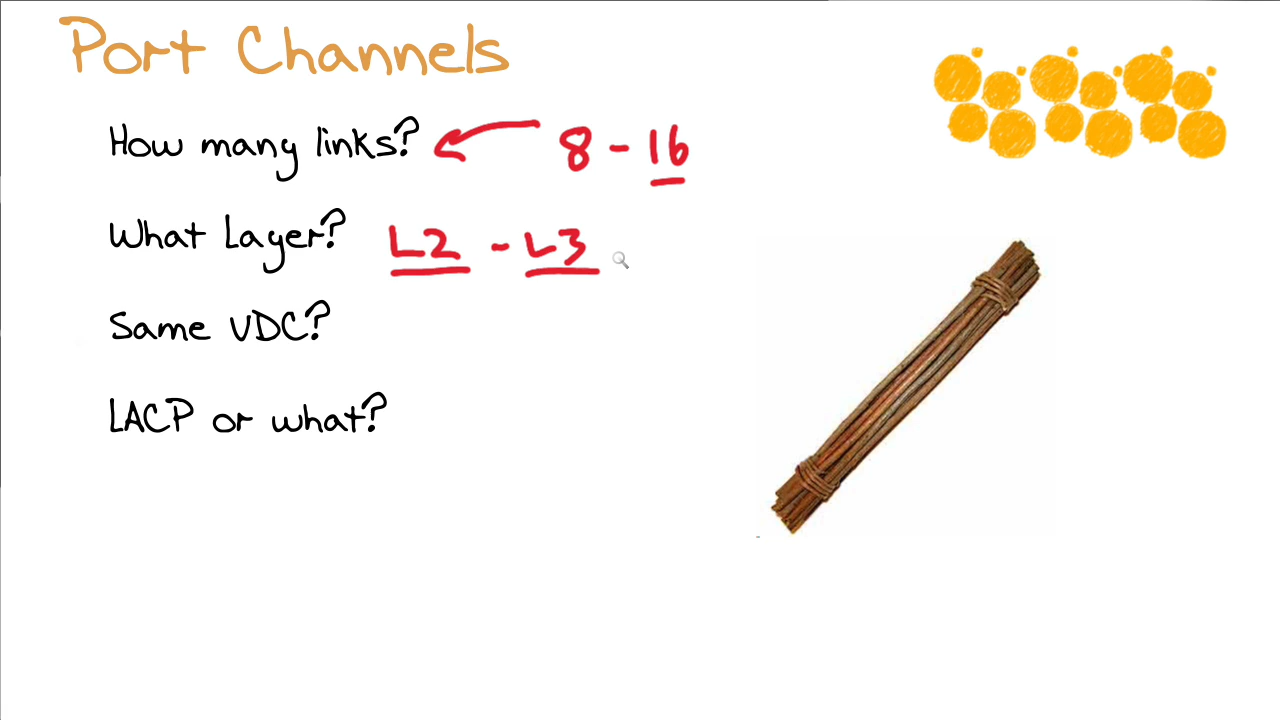 Port Channels
How many links? 8 - 16
What Layer? L2 - L3
Same VDC?
LACP or what?